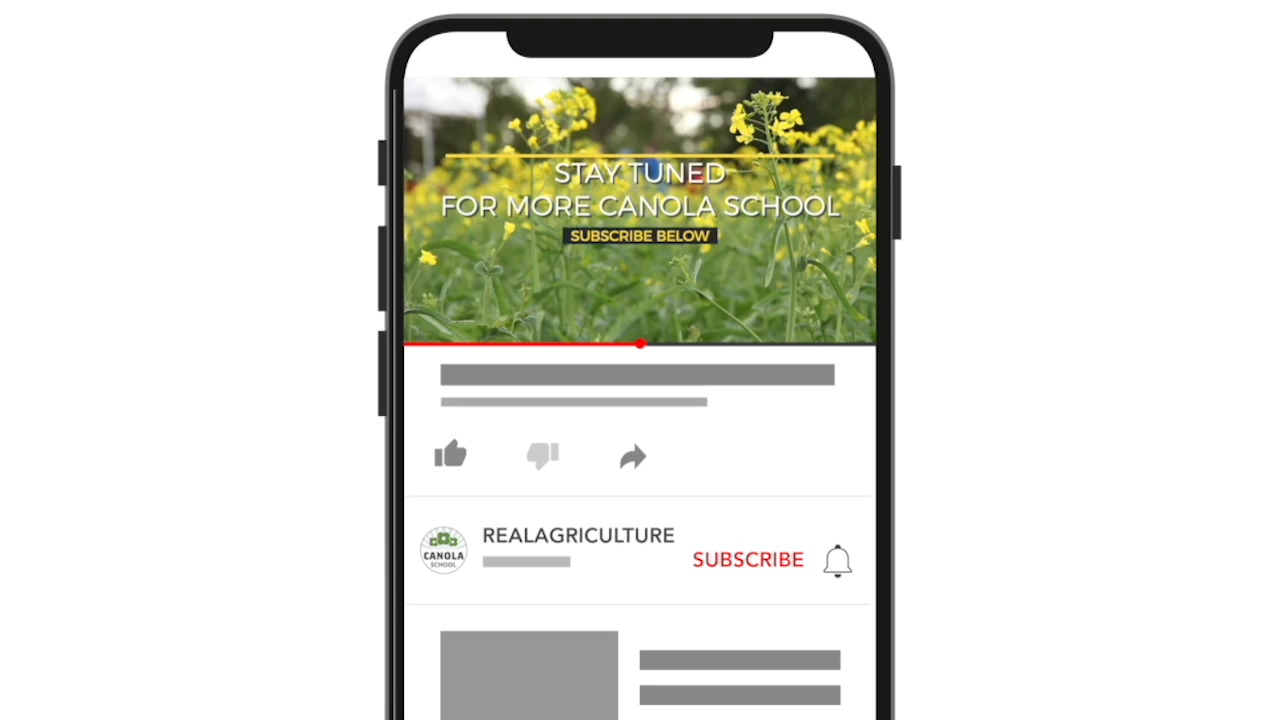 STAY TUNED
FOR MORE CANOLA SCHOOL
SUBSCRIBE BELOW
REALAGRICULTURE
CANOLA
SCHOOL
SUBSCRIBE